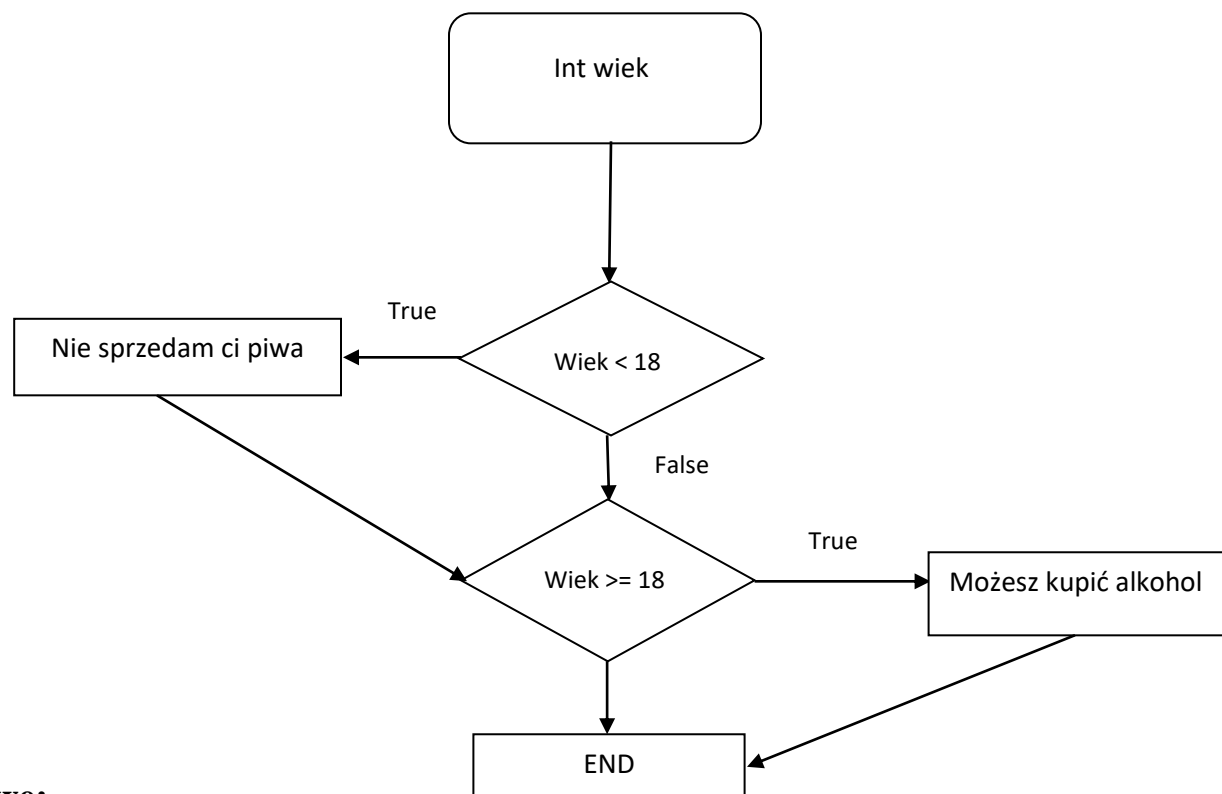 Int wiek
True
Nie sprzedam ci piwa
Wiek < 18
False
True
Wiek >= 18
Możesz kupić alkohol
END